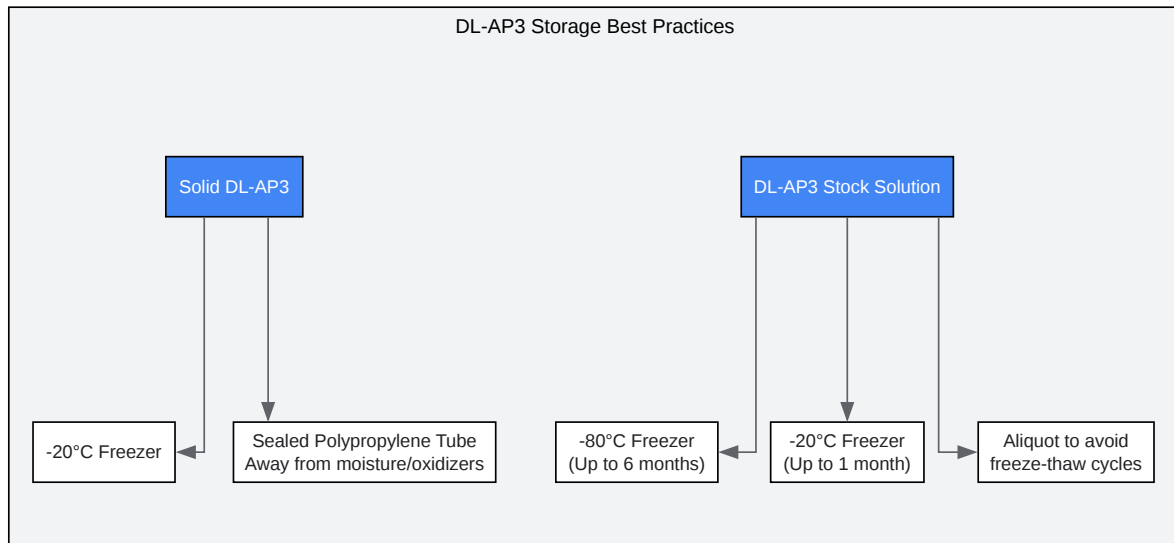 DL-AP3 Storage Best Practices
Solid DL-AP3
DL-AP3 Stock Solution
-20°C Freezer
Sealed Polypropylene Tube
Away from moisture/oxidizers
-80°C Freezer
(Up to 6 months)
-20°C Freezer
(Up to 1 month)
Aliquot to avoid
freeze-thaw cycles